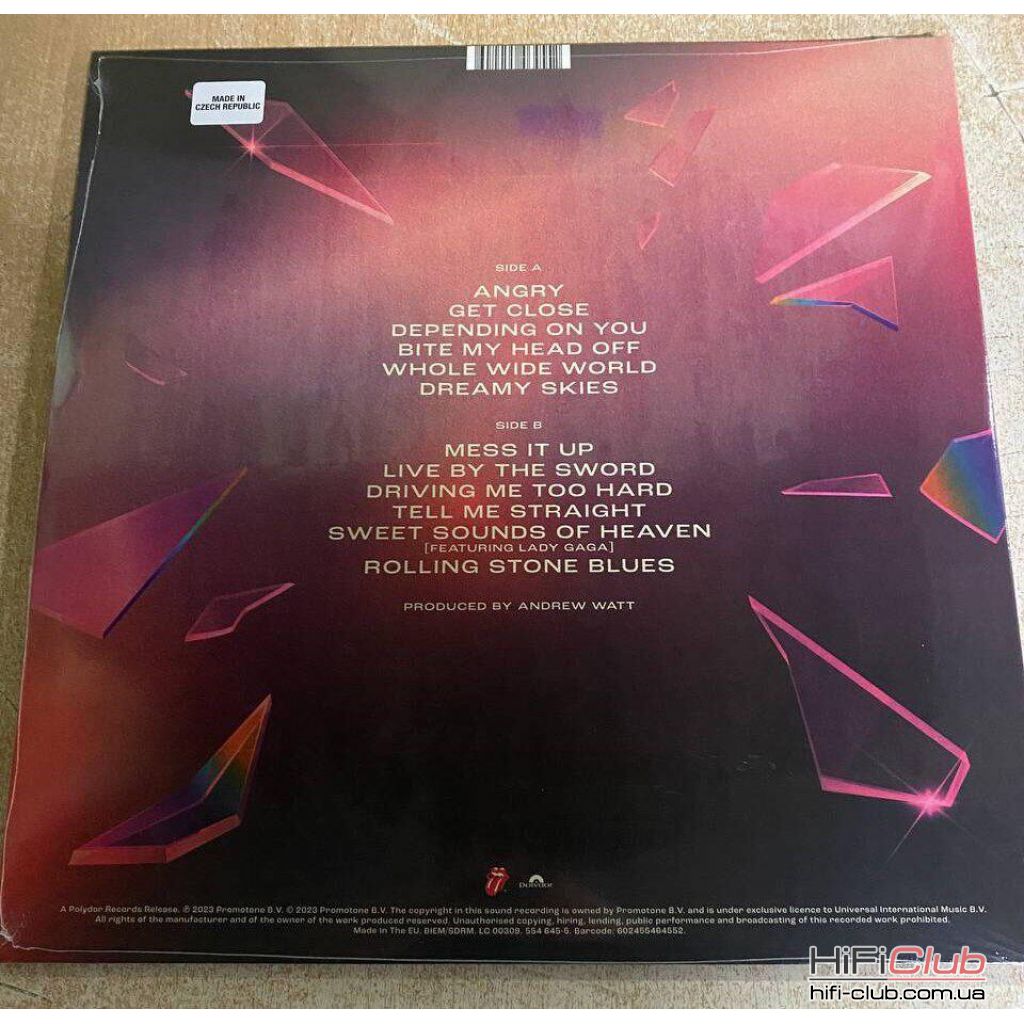 MADE IN
CZECH REPUBLIC
SIDE A
ANGRY
GET CLOSE
DEPENDING ON YOU
BITE MY HEAD OFF
WHOLE WIDE WORLD
DREAMY SKIES
SIDE B
MESS IT UP
LIVE BY THE SWORD
DRIVING ME TOO HARD
TELL ME STRAIGHT
SWEET SOUNDS OF HEAVEN
[FEATURING LADY GAGA]
ROLLING STONE BLUES
PRODUCED BY ANDREW WATT
Polydor
A Polydor Records Release. ℗ 2023 Promotone B.V. © 2023 Promotone B.V. The copyright in this sound recording is owned by Promotone B.V. and is under exclusive licence to Universal International Music B.V.
All rights of the manufacturer and of the owner of the work produced reserved. Unauthorised copying, hiring, lending, public performance and broadcasting of this recorded work prohibited.
Made in The EU. BIEM/SDRM. LC 00309. 554 645-5. Barcode: 602455464552.
HiFiClub
hifi-club.com.ua